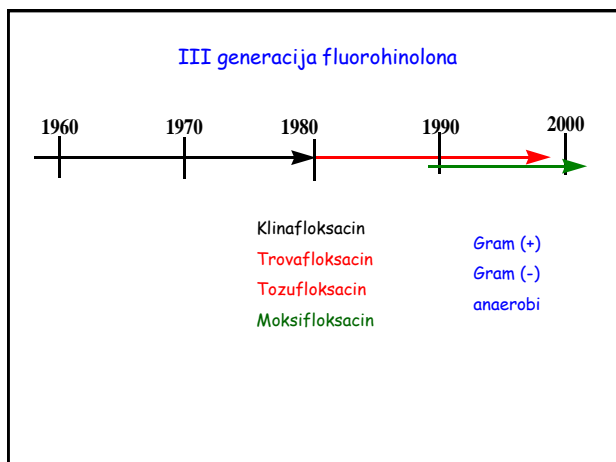 III generacija fluorohinolona
1960 1970 1980 1990 2000
Klinafloksacin
Trovafloksacin
Tozufloksacin
Moksifloksacin
Gram (+)
Gram (-)
anaerobi